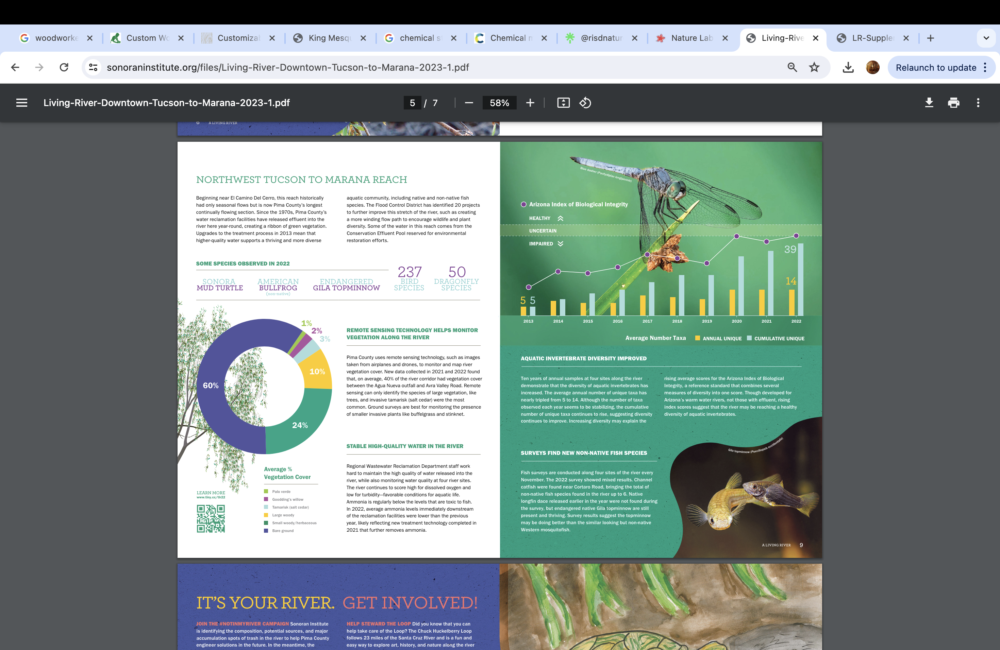 woodworke
Custom Wo
Customizab
King Mesqu
chemical s
Chemical m
@risdnatur
Nature Lab
Living-Rive
LR-Supple
sonoraninstitute.org/files/Living-River-Downtown-Tucson-to-Marana-2023-1.pdf
Relaunch to update
Living-River-Downtown-Tucson-to-Marana-2023-1.pdf
5 / 7
58%
6 A LIVING RIVER
NORTHWEST TUCSON TO MARANA REACH
Beginning near El Camino Del Cerro, this reach historically
had only seasonal flows but is now Pima County's longest
continually flowing section. Since the 1970s, Pima County's
water reclamation facilities have released effluent into the
river here year-round, creating a ribbon of green vegetation.
Upgrades to the treatment process in 2013 mean that
higher-quality water supports a thriving and more diverse
aquatic community, including native and non-native fish
species. The Flood Control District has identified 20 projects
to further improve this stretch of the river, such as creating
a more winding flow path to encourage wildlife and plant
diversity. Some of the water in this reach comes from the
Conservation Effluent Pool reserved for environmental
restoration efforts.
SOME SPECIES OBSERVED IN 2022
SONORA
MUD TURTLE
AMERICAN
BULLFROG
(non-native)
ENDANGERED
GILA TOPMINNOW
237
BIRD
SPECIES
50
DRAGONFLY
SPECIES
1%
2%
3%
10%
60%
24%
Average %
Vegetation Cover
Palo verde
Goodding's willow
Tamarisk (salt cedar)
Large woody
Small woody/herbaceous
Bare ground
LEARN MORE
www.tiny.cc/tlr22
REMOTE SENSING TECHNOLOGY HELPS MONITOR
VEGETATION ALONG THE RIVER
Pima County uses remote sensing technology, such as images
taken from airplanes and drones, to monitor and map river
vegetation cover. New data collected in 2021 and 2022 found
that, on average, 40% of the river corridor had vegetation cover
between the Agua Nueva outfall and Avra Valley Road. Remote
sensing can only identify the species of large vegetation, like
trees, and invasive tamarisk (salt cedar) were the most
common. Ground surveys are best for monitoring the presence
of smaller invasive plants like buffelgrass and stinknet.
STABLE HIGH-QUALITY WATER IN THE RIVER
Regional Wastewater Reclamation Department staff work
hard to maintain the high quality of water released into the
river, while also monitoring water quality at four river sites.
The river continues to score high for dissolved oxygen and
low for turbidity—favorable conditions for aquatic life.
Ammonia is regularly below the levels that are toxic to fish.
In 2022, average ammonia levels immediately downstream
of the reclamation facilities were lower than the previous
year, likely reflecting new treatment technology completed in
2021 that further removes ammonia.
Blue dasher (Pachydiplax longipennis)
Arizona Index of Biological Integrity
HEALTHY
UNCERTAIN
IMPAIRED
39
14
5 5
2013 2014 2015 2016 2017 2018 2019 2020 2021 2022
Average Number Taxa ANNUAL UNIQUE CUMULATIVE UNIQUE
AQUATIC INVERTEBRATE DIVERSITY IMPROVED
Ten years of annual samples at four sites along the river
demonstrate that the diversity of aquatic invertebrates has
increased. The average annual number of unique taxa has
nearly tripled from 5 to 14. Although the number of taxa
observed each year seems to be stabilizing, the cumulative
number of unique taxa continues to rise, suggesting diversity
continues to improve. Increasing diversity may explain the
rising average scores for the Arizona Index of Biological
Integrity, a reference standard that combines several
measures of diversity into one score. Though developed for
Arizona's warm water rivers, not those with effluent, rising
index scores suggest that the river may be reaching a healthy
diversity of aquatic invertebrates.
SURVEYS FIND NEW NON-NATIVE FISH SPECIES
Fish surveys are conducted along four sites of the river every
November. The 2022 survey showed mixed results. Channel
catfish were found near Cortaro Road, bringing the total of
non-native fish species found in the river up to 6. Native
longfin dace released earlier in the year were not found during
the survey, but endangered native Gila topminnow are still
present and thriving. Survey results suggest the topminnow
may be doing better than the similar looking but non-native
Western mosquitofish.
Gila topminnow (Poeciliopsis occidentalis)
A LIVING RIVER 9
IT'S YOUR RIVER. GET INVOLVED!
JOIN THE #NOTINMYRIVER CAMPAIGN Sonoran Institute
is identifying the composition, potential sources, and major
accumulation spots of trash in the river to help Pima County
engineer solutions in the future. In the meantime, the
HELP STEWARD THE LOOP Did you know that you can
help take care of the Loop? The Chuck Huckelberry Loop
follows 23 miles of the Santa Cruz River and is a fun and
easy way to explore art, history, and nature along the river